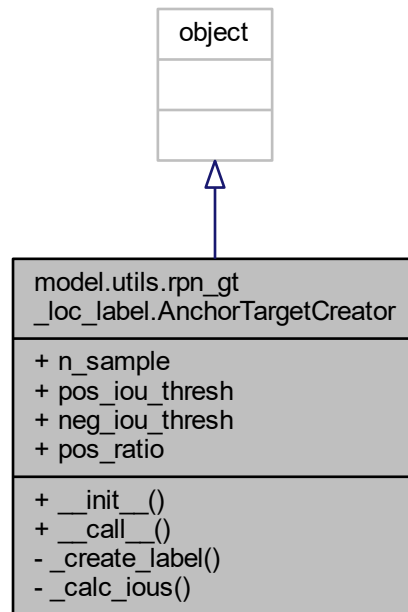 object
model.utils.rpn_gt
_loc_label.AnchorTargetCreator
+ n_sample
+ pos_iou_thresh
+ neg_iou_thresh
+ pos_ratio
+ __init__()
+ __call__()
- _create_label()
- _calc_ious()